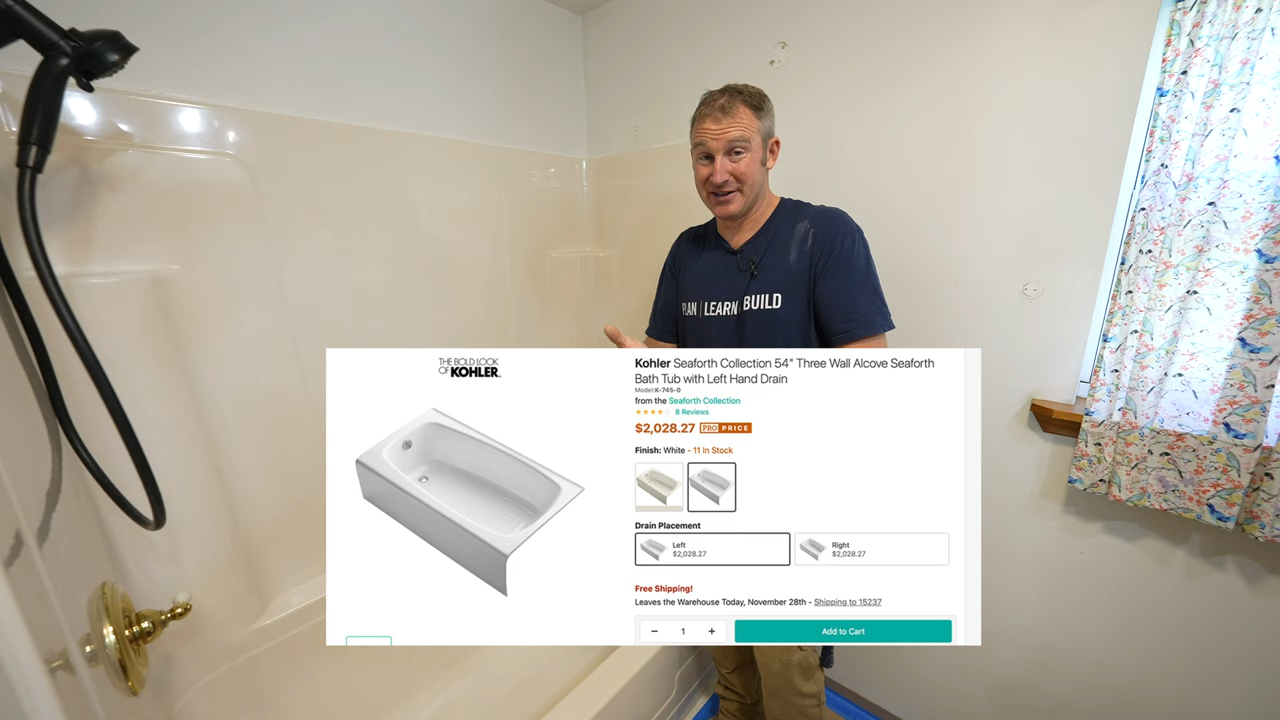 PLAN | LEARN BUILD
THE BOLD LOOK
OF KOHLER.
Kohler Seaforth Collection 54" Three Wall Alcove Seaforth
Bath Tub with Left Hand Drain
Model:K-745-0
from the Seaforth Collection
8 Reviews
$2,028.27 PRO PRICE
Finish: White - 11 In Stock
Drain Placement
Left
$2,028.27
Right
$2,028.27
Free Shipping!
Leaves the Warehouse Today, November 28th - Shipping to 15237
− 1 +
Add to Cart